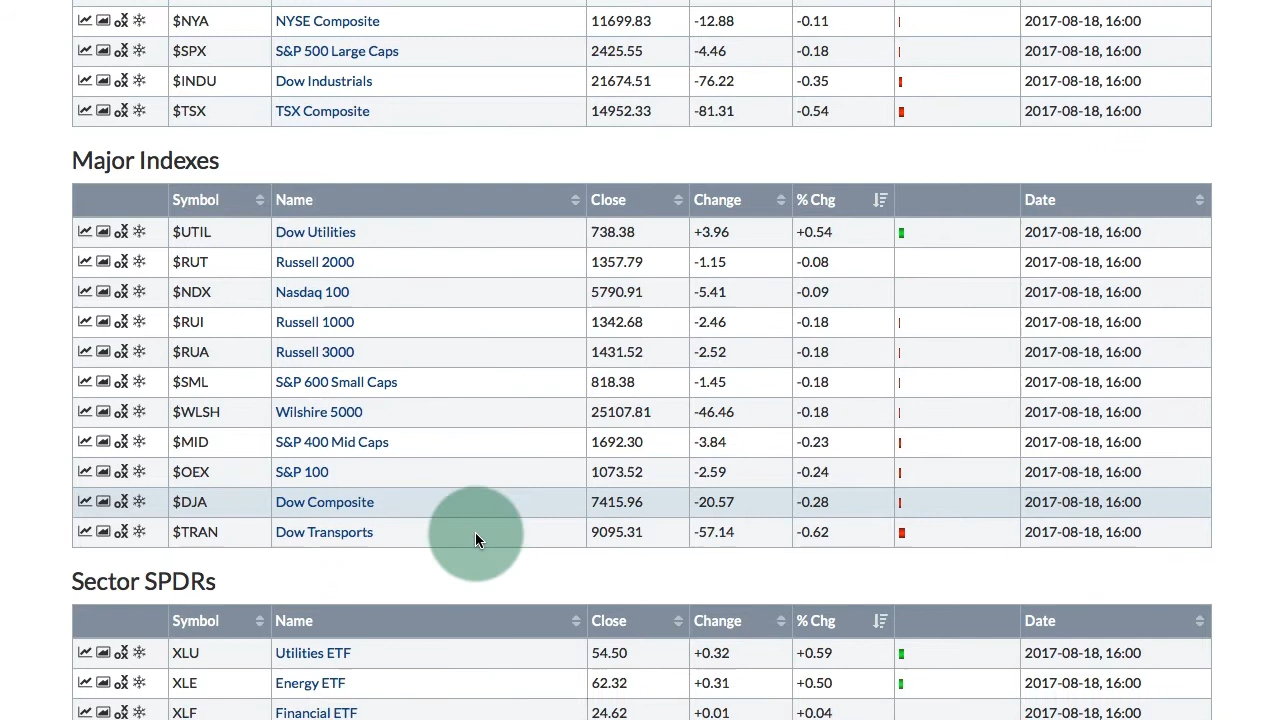 $NYA NYSE Composite 11699.83 -12.88 -0.11 2017-08-18, 16:00
$SPX S&P 500 Large Caps 2425.55 -4.46 -0.18 2017-08-18, 16:00
$INDU Dow Industrials 21674.51 -76.22 -0.35 2017-08-18, 16:00
$TSX TSX Composite 14952.33 -81.31 -0.54 2017-08-18, 16:00
Major Indexes
Symbol Name Close Change % Chg Date
$UTIL Dow Utilities 738.38 +3.96 +0.54 2017-08-18, 16:00
$RUT Russell 2000 1357.79 -1.15 -0.08 2017-08-18, 16:00
$NDX Nasdaq 100 5790.91 -5.41 -0.09 2017-08-18, 16:00
$RUI Russell 1000 1342.68 -2.46 -0.18 2017-08-18, 16:00
$RUA Russell 3000 1431.52 -2.52 -0.18 2017-08-18, 16:00
$SML S&P 600 Small Caps 818.38 -1.45 -0.18 2017-08-18, 16:00
$WLSH Wilshire 5000 25107.81 -46.46 -0.18 2017-08-18, 16:00
$MID S&P 400 Mid Caps 1692.30 -3.84 -0.23 2017-08-18, 16:00
$OEX S&P 100 1073.52 -2.59 -0.24 2017-08-18, 16:00
$DJA Dow Composite 7415.96 -20.57 -0.28 2017-08-18, 16:00
$TRAN Dow Transports 9095.31 -57.14 -0.62 2017-08-18, 16:00
Sector SPDRs
Symbol Name Close Change % Chg Date
XLU Utilities ETF 54.50 +0.32 +0.59 2017-08-18, 16:00
XLE Energy ETF 62.32 +0.31 +0.50 2017-08-18, 16:00
XLF Financial ETF 24.62 +0.01 +0.04 2017-08-18, 16:00